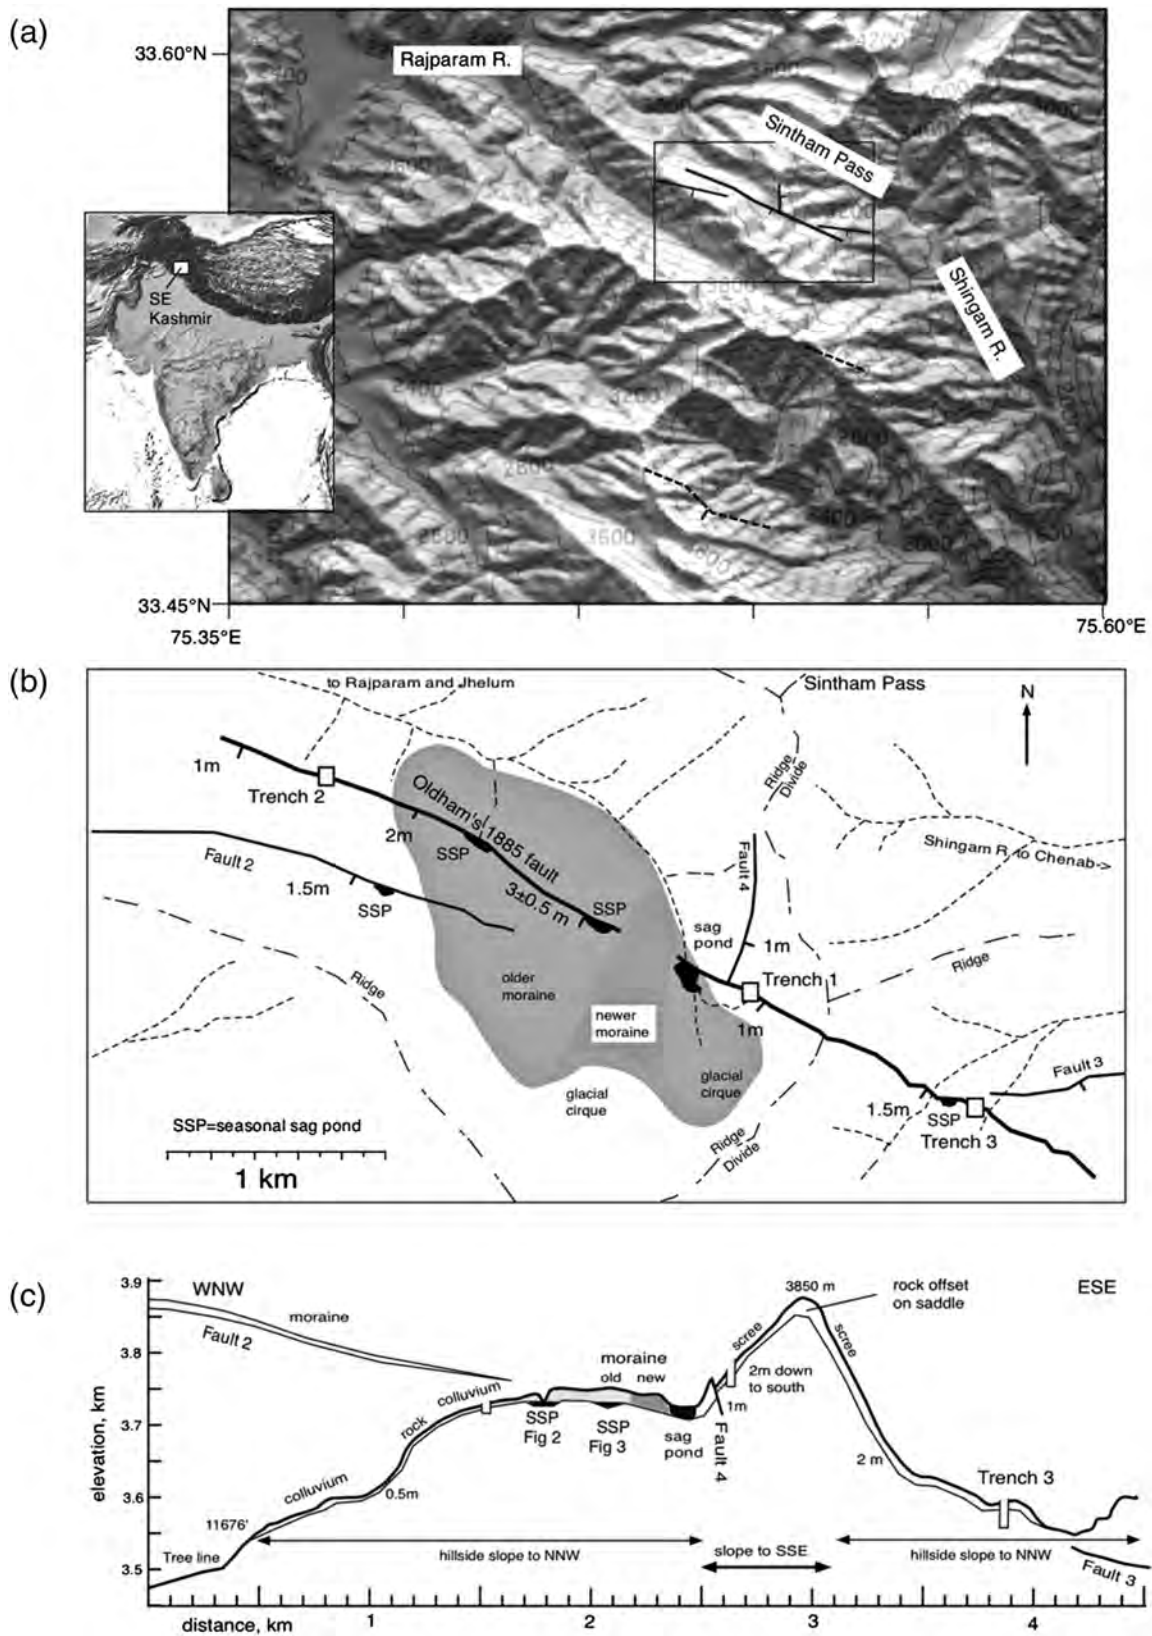 (a)
33.60°N
Rajparam R.
Sintham Pass
Shingam R.
SE
Kashmir
3800
3200
2400
2600
2800
3600
33.45°N
75.35°E
75.60°E
(b)
to Rajparam and Jhelum
Sintham Pass
N
1m
Trench 2
Oldham's 1885 fault
2m
SSP
Ridge
Divide
Fault 2
1.5m
SSP
3±0.5 m
SSP
Fault 4
Shingam R. to Chenab->
sag
pond
1m
Ridge
Trench 1
Ridge
older
moraine
newer
moraine
1m
glacial
cirque
glacial
cirque
Fault 3
1.5m
SSP
Trench 3
Ridge
Divide
SSP=seasonal sag pond
1 km
(c)
3.9
3.8
3.7
3.6
3.5
elevation, km
WNW
ESE
moraine
Fault 2
3850 m
rock offset
on saddle
scree
scree
moraine
old new
colluvium
rock
2m down
to south
1m
SSP
Fig 2
SSP
Fig 3
sag
pond
Fault 4
colluvium
0.5m
2 m
Trench 3
11676'
Tree line
hillside slope to NNW
slope to SSE
hillside slope to NNW
Fault 3
distance, km
1
2
3
4